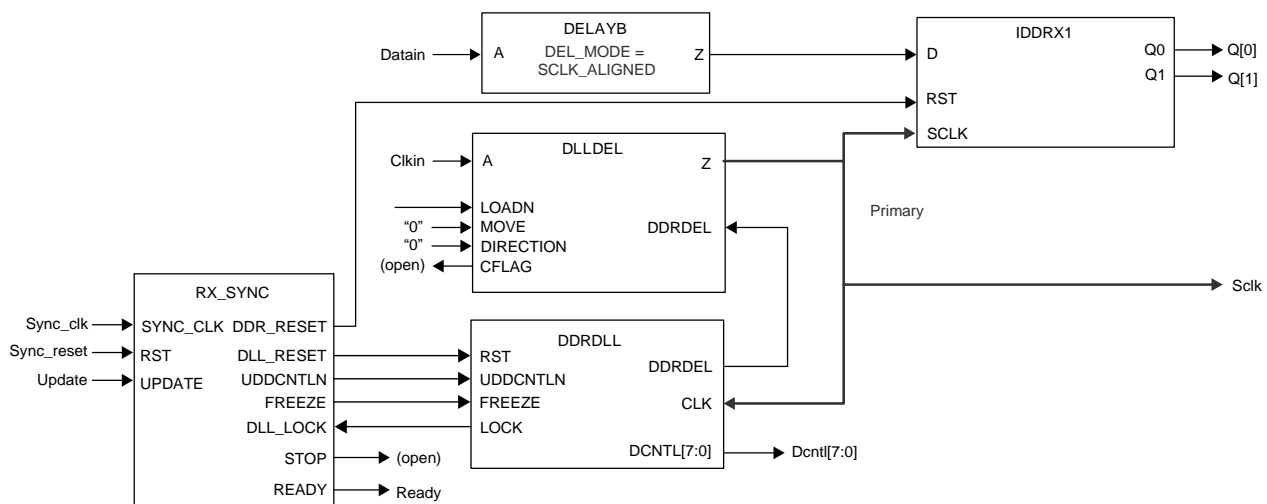 DELAYB
IDDRX1
Datain
A
DEL_MODE =
SCLK_ALIGNED
Z
D
Q0
Q[0]
Q1
Q[1]
RST
SCLK
DLLDEL
Clkin
A
Z
LOADN
“0”
MOVE
DDRDEL
“0”
DIRECTION
(open)
CFLAG
Primary
Sclk
RX_SYNC
Sync_clk
SYNC_CLK
DDR_RESET
Sync_reset
RST
DLL_RESET
Update
UPDATE
UDDCNTLN
FREEZE
DLL_LOCK
STOP
(open)
READY
Ready
DDRDLL
RST
DDRDEL
UDDCNTLN
FREEZE
CLK
LOCK
DCNTL[7:0]
Dcntl[7:0]